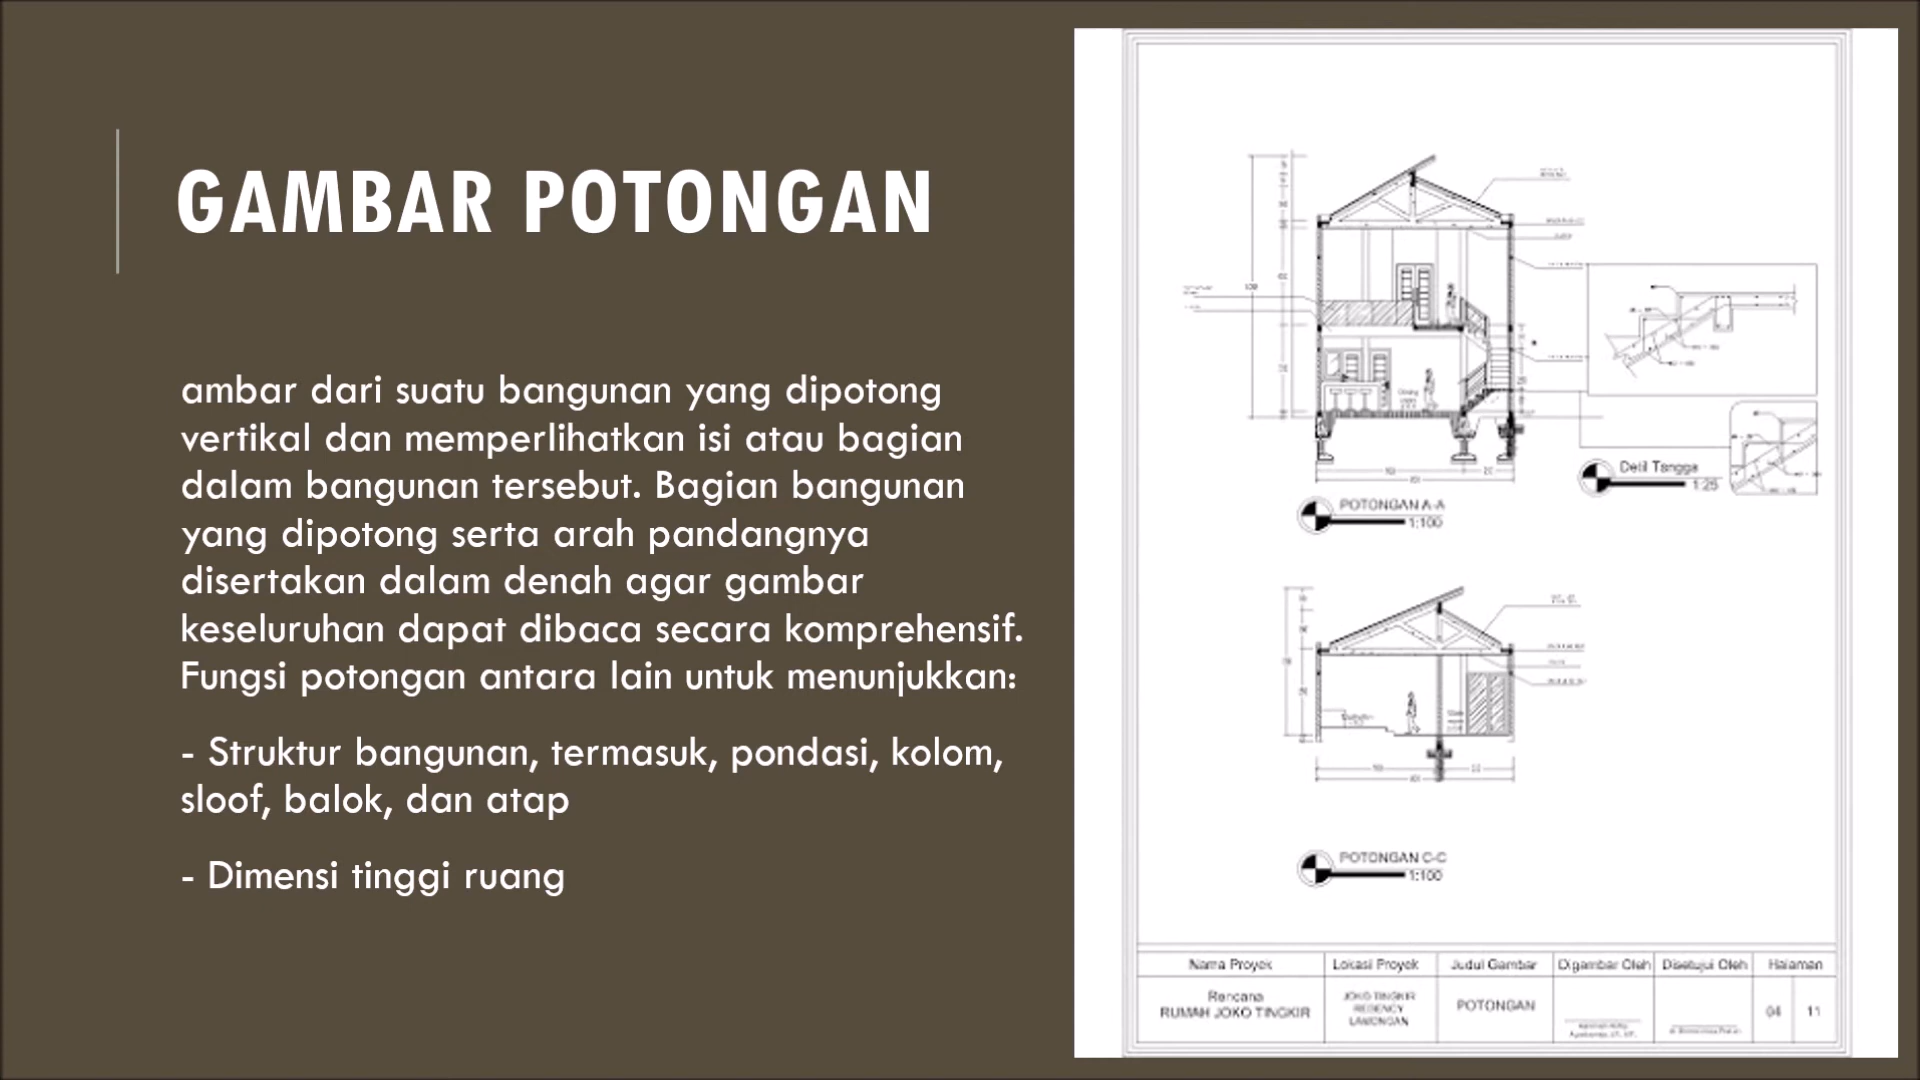 GAMBAR POTONGAN
ambar dari suatu bangunan yang dipotong
vertikal dan memperlihatkan isi atau bagian
dalam bangunan tersebut. Bagian bangunan
yang dipotong serta arah pandangnya
disertakan dalam denah agar gambar
keseluruhan dapat dibaca secara komprehensif.
Fungsi potongan antara lain untuk menunjukkan:
- Struktur bangunan, termasuk, pondasi, kolom,
sloof, balok, dan atap
- Dimensi tinggi ruang
Detil Tangga
1:25
POTONGAN A-A
1:100
POTONGAN C-C
1:100
Nama Proyek
Lokasi Proyek
Judul Gambar
Digambar Oleh
Disetujui Oleh
Halaman
Rencana
RUMAH JOKO TINGKIR
JOKO TINGKIR
REGENCY
LAMONGAN
POTONGAN
04
11